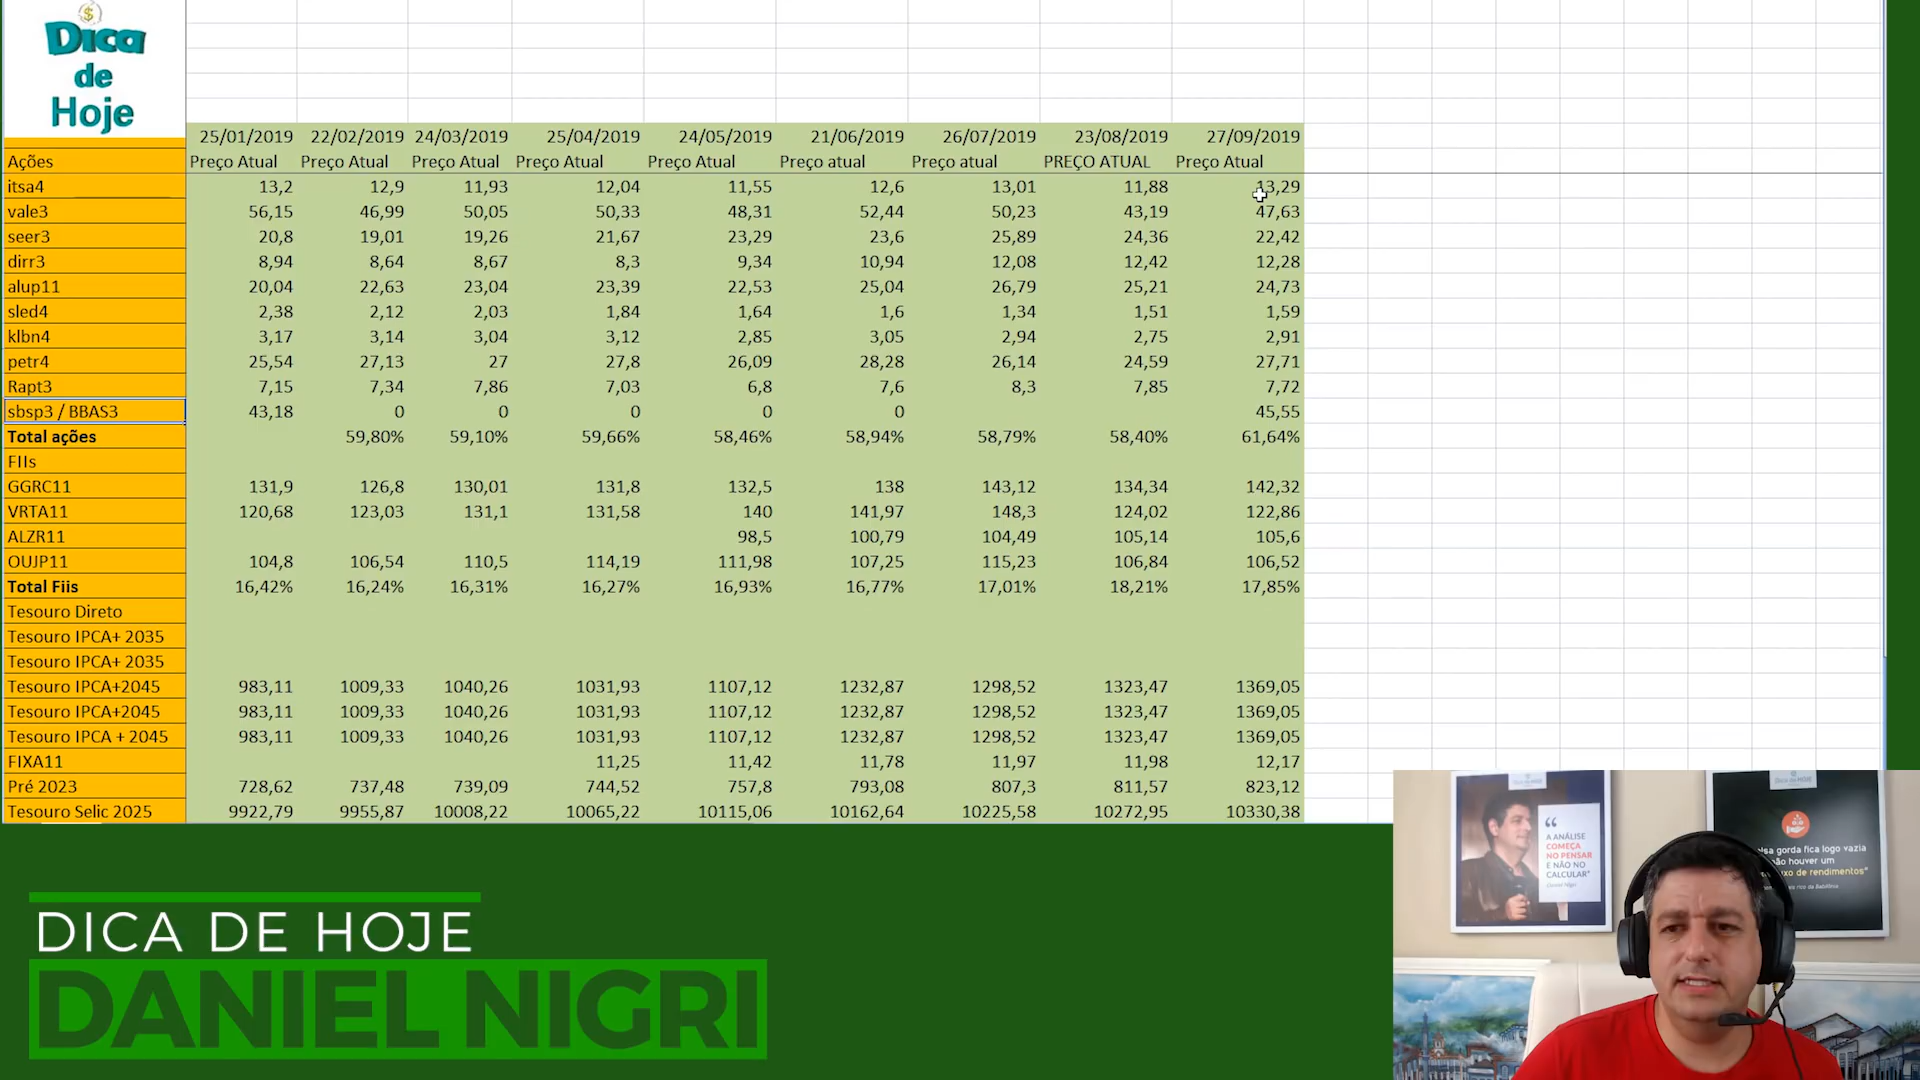 Dica
de
Hoje
25/01/2019 22/02/2019 24/03/2019 25/04/2019 24/05/2019 21/06/2019 26/07/2019 23/08/2019 27/09/2019
Ações Preço Atual Preço Atual Preço Atual Preço Atual Preço Atual Preço atual Preço atual PREÇO ATUAL Preço Atual
itsa4 13,2 12,9 11,93 12,04 11,55 12,6 13,01 11,88 13,29
vale3 56,15 46,99 50,05 50,33 48,31 52,44 50,23 43,19 47,63
seer3 20,8 19,01 19,26 21,67 23,29 23,6 25,89 24,36 22,42
dirr3 8,94 8,64 8,67 8,3 9,34 10,94 12,08 12,42 12,28
alup11 20,04 22,63 23,04 23,39 22,53 25,04 26,79 25,21 24,73
sled4 2,38 2,12 2,03 1,84 1,64 1,6 1,34 1,51 1,59
klbn4 3,17 3,14 3,04 3,12 2,85 3,05 2,94 2,75 2,91
petr4 25,54 27,13 27 27,8 26,09 28,28 26,14 24,59 27,71
Rapt3 7,15 7,34 7,86 7,03 6,8 7,6 8,3 7,85 7,72
sbsp3 / BBAS3 43,18 0 0 0 0 0 45,55
Total ações 59,80% 59,10% 59,66% 58,46% 58,94% 58,79% 58,40% 61,64%
FIIs
GGRC11 131,9 126,8 130,01 131,8 132,5 138 143,12 134,34 142,32
VRTA11 120,68 123,03 131,1 131,58 140 141,97 148,3 124,02 122,86
ALZR11 98,5 100,79 104,49 105,14 105,6
OUJP11 104,8 106,54 110,5 114,19 111,98 107,25 115,23 106,84 106,52
Total Fiis 16,42% 16,24% 16,31% 16,27% 16,93% 16,77% 17,01% 18,21% 17,85%
Tesouro Direto
Tesouro IPCA+ 2035
Tesouro IPCA+ 2035
Tesouro IPCA+2045 983,11 1009,33 1040,26 1031,93 1107,12 1232,87 1298,52 1323,47 1369,05
Tesouro IPCA+2045 983,11 1009,33 1040,26 1031,93 1107,12 1232,87 1298,52 1323,47 1369,05
Tesouro IPCA + 2045 983,11 1009,33 1040,26 1031,93 1107,12 1232,87 1298,52 1323,47 1369,05
FIXA11 11,25 11,42 11,78 11,97 11,98 12,17
Pré 2023 728,62 737,48 739,09 744,52 757,8 793,08 807,3 811,57 823,12
Tesouro Selic 2025 9922,79 9955,87 10008,22 10065,22 10115,06 10162,64 10225,58 10272,95 10330,38
DICA DE HOJE
DANIEL NIGRI
“
A ANÁLISE
COMEÇA
NO PENSAR
E NÃO NO
CALCULAR”
lsa gorda fica logo vazia
não houver um
uxo de rendimentos”